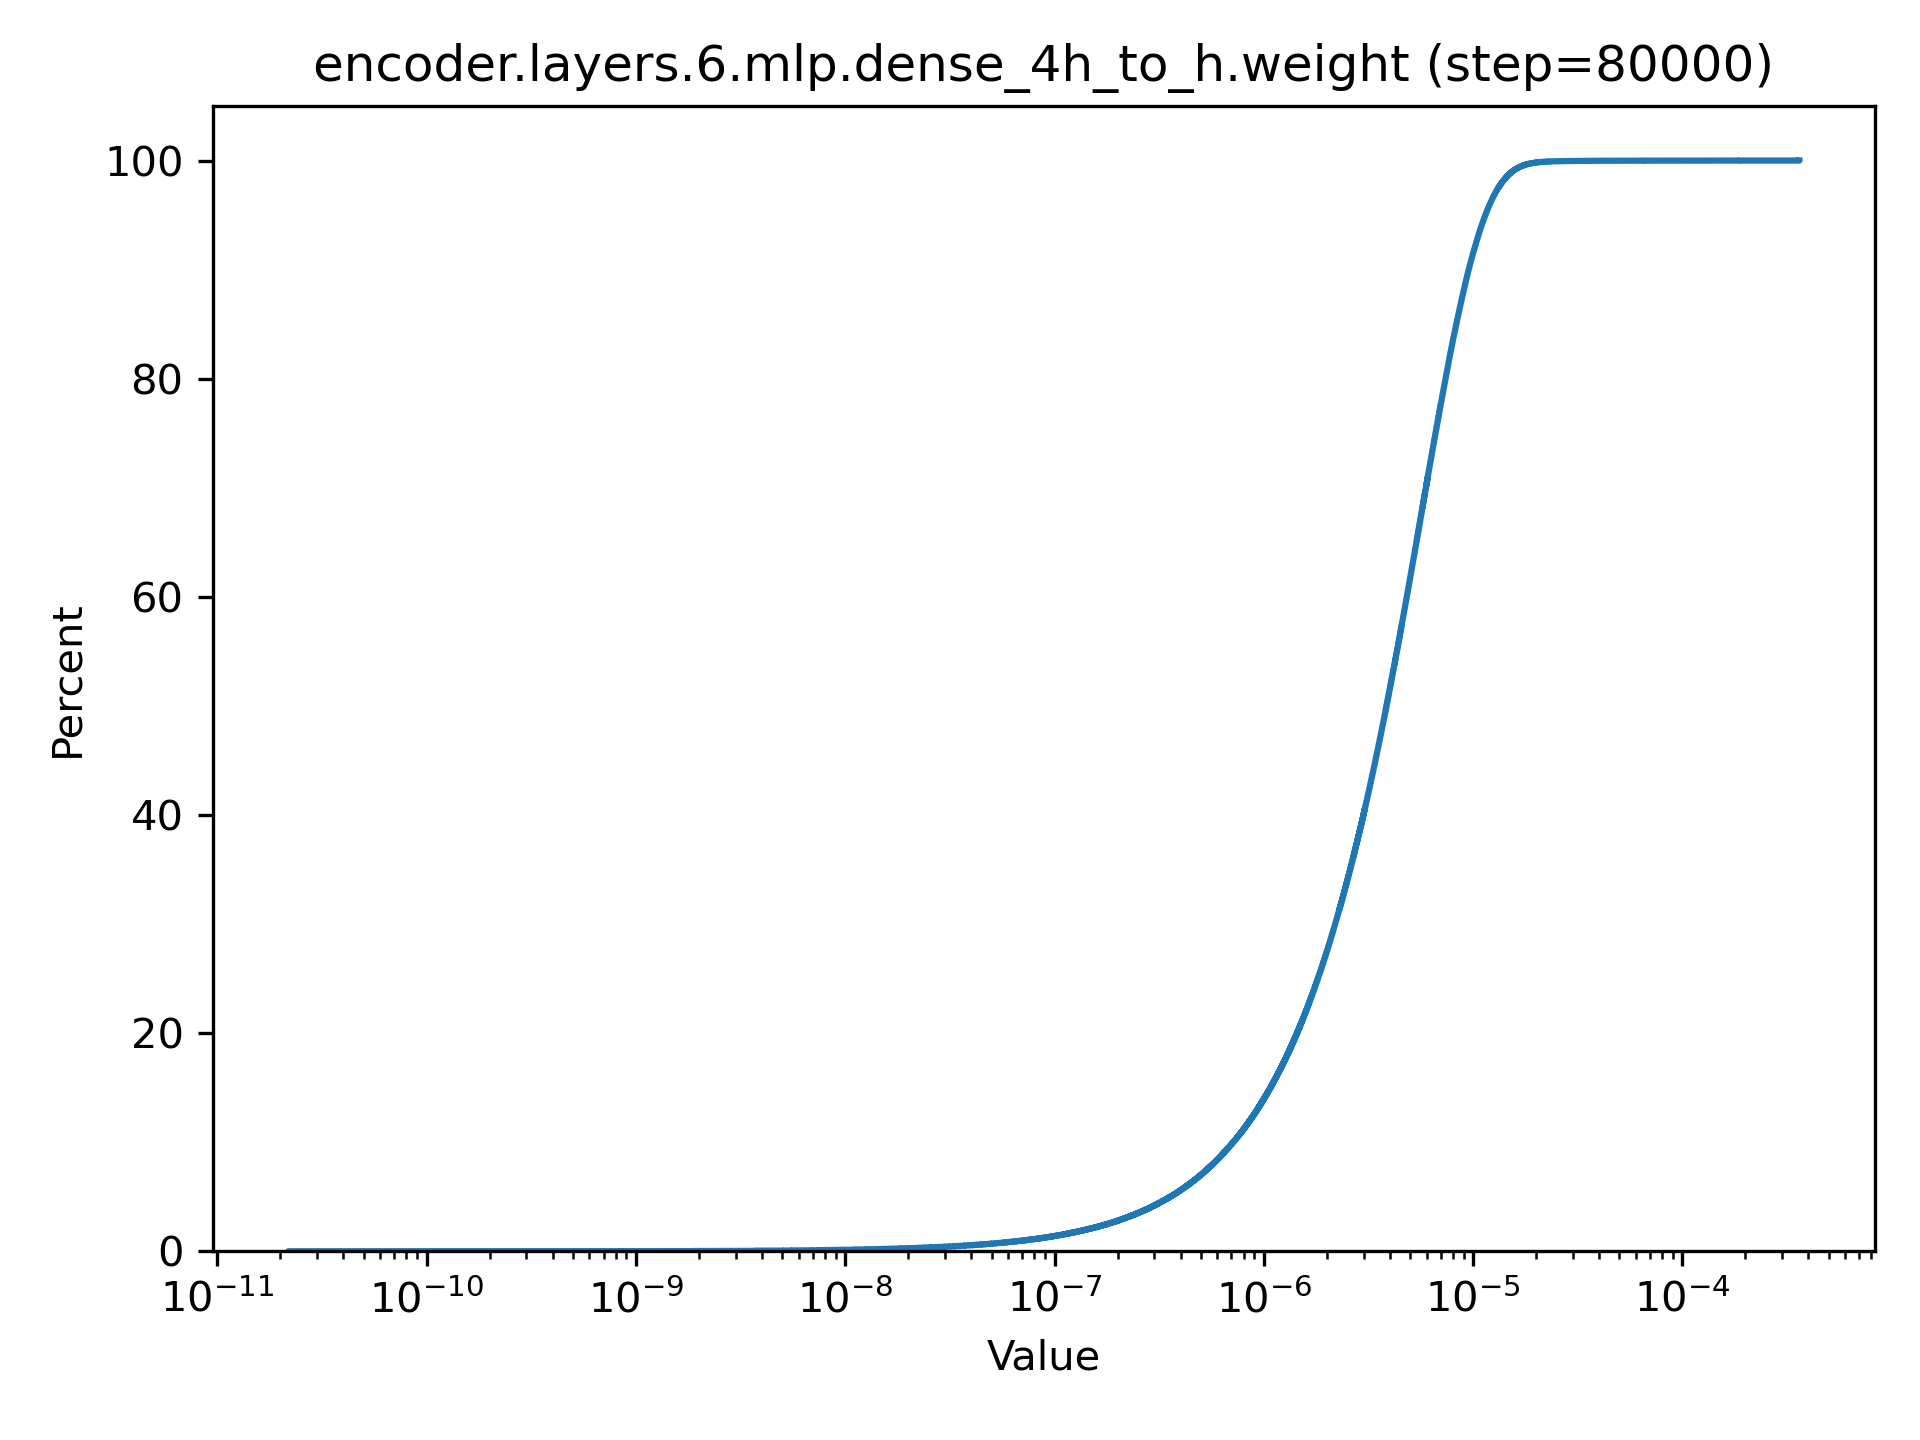 encoder.layers.6.mlp.dense_4h_to_h.weight (step=80000)
100
80
60
40
20
0
Percent
10⁻¹¹ 10⁻¹⁰ 10⁻⁹ 10⁻⁸ 10⁻⁷ 10⁻⁶ 10⁻⁵ 10⁻⁴
Value